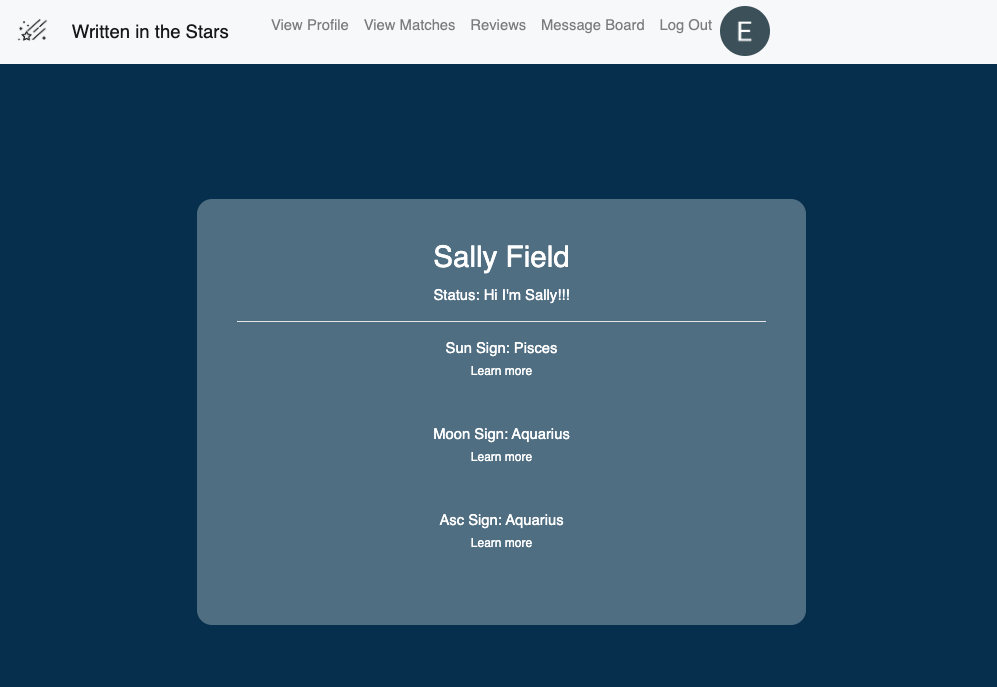 Written in the Stars View Profile View Matches Reviews Message Board Log Out E
Sally Field
Status: Hi I'm Sally!!!
Sun Sign: Pisces
Learn more
Moon Sign: Aquarius
Learn more
Asc Sign: Aquarius
Learn more